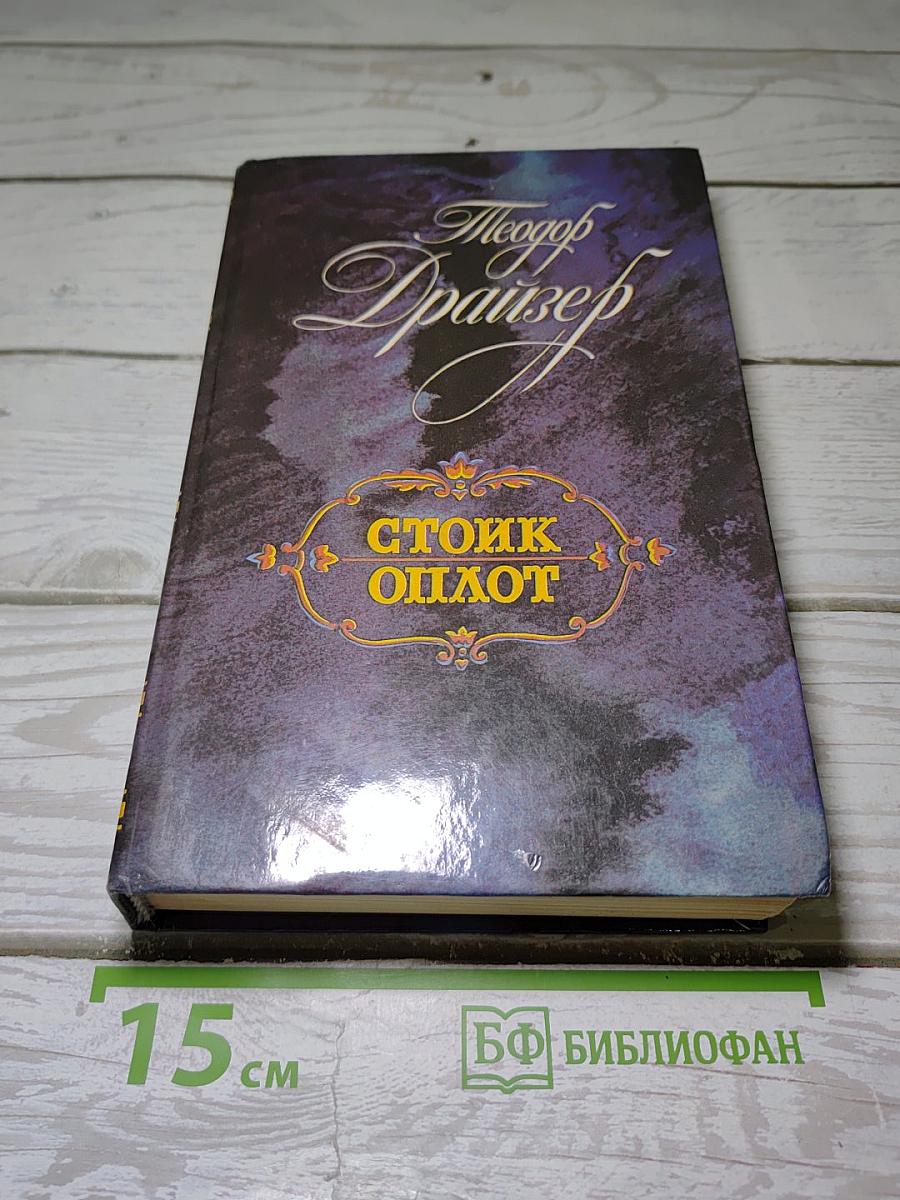 Теодор
Драйзер
СТОИК
ОПЛОТ
15 см
БФ БИБЛИОФАН